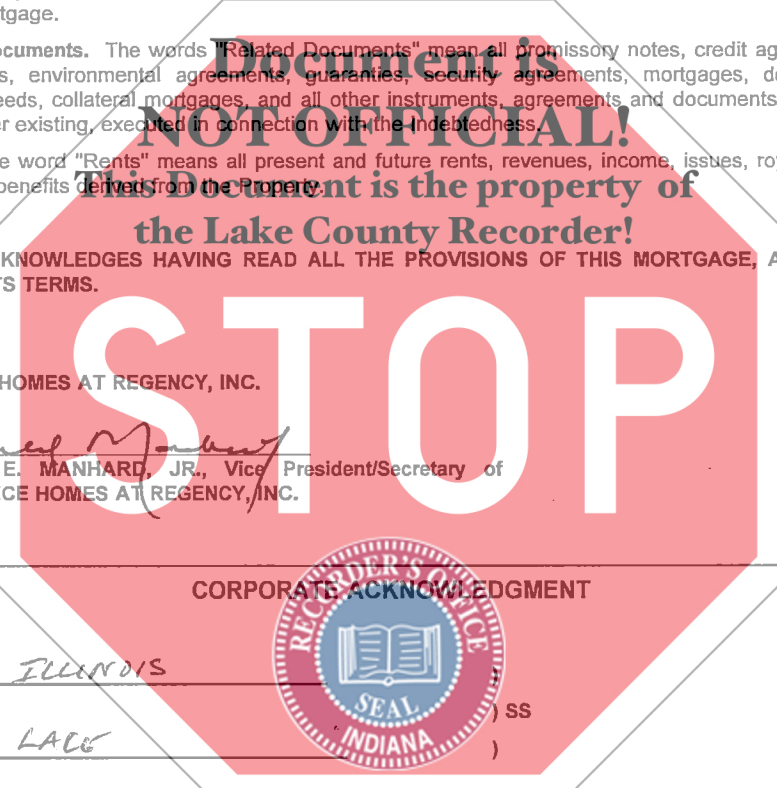 tgage.
ocuments. The words "Related Documents" mean all promissory notes, credit ag
s, environmental agreements, guaranties, security agreements, mortgages, d
eeds, collateral mortgages, and all other instruments, agreements and documents
r existing, executed in connection with the Indebtedness.
e word "Rents" means all present and future rents, revenues, income, issues, roy
benefits derived from the Property.
Document is
NOT OFFICIAL!
This Document is the property of
the Lake County Recorder!
KNOWLEDGES HAVING READ ALL THE PROVISIONS OF THIS MORTGAGE, A
TS TERMS.
STOP
HOMES AT REGENCY, INC.
E. MANHARD, JR., Vice President/Secretary of
CE HOMES AT REGENCY, INC.
CORPORATE ACKNOWLEDGMENT
RECORDER'S OFFICE
SEAL
INDIANA
ILLINOIS )
) SS
LAKE )